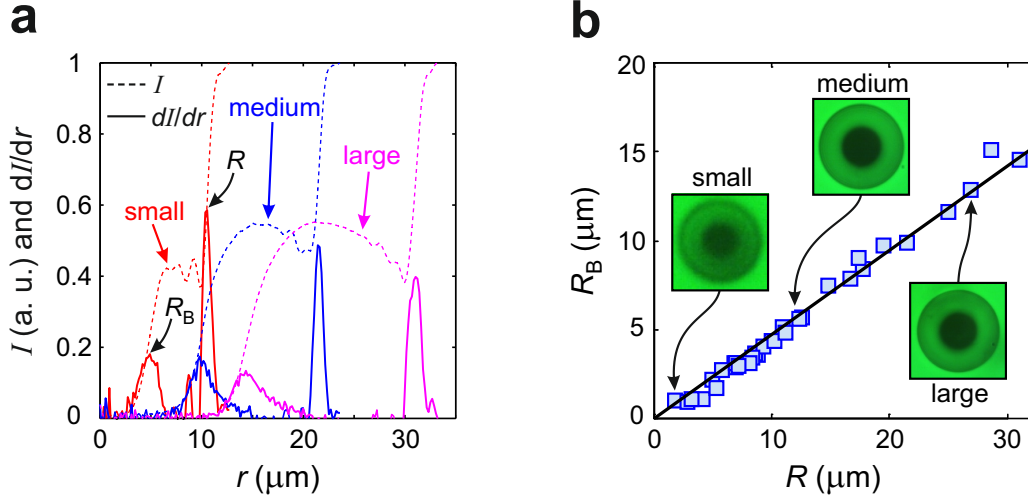 a
I (a. u.) and dI/dr
1
0.8
0.6
0.4
0.2
0
0
10
20
30
r (μm)
I
dI/dr
small
medium
large
R
R_B
b
R_B (μm)
20
15
10
5
0
0
10
20
30
R (μm)
small
medium
large